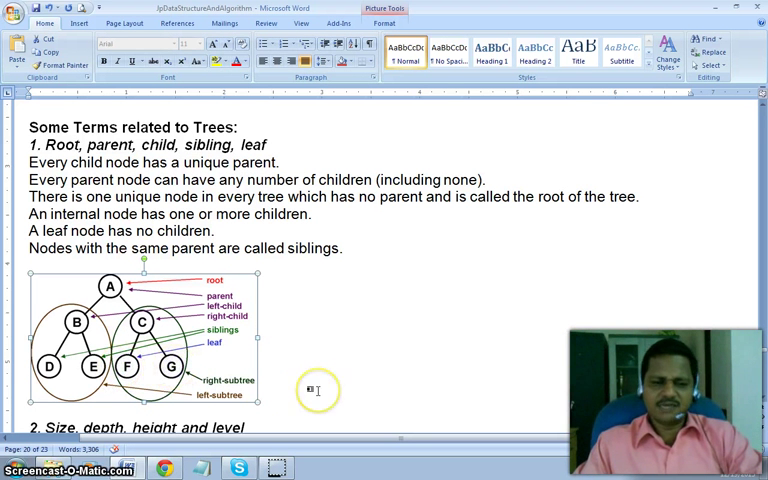 JpDataStructureAndAlgorithm - Microsoft Word
Picture Tools
Home Insert Page Layout References Mailings Review View Add-Ins Format
Cut
Copy
Format Painter
Paste
Clipboard
Arial
Font
Paragraph
AaBbCcDc AaBbCcDc AaBbCc AaBbCc AaB AaBbCc.
¶ Normal ¶ No Spaci... Heading 1 Heading 2 Title Subtitle
Change Styles
Styles
Find
Replace
Select
Editing
Some Terms related to Trees:
1. Root, parent, child, sibling, leaf
Every child node has a unique parent.
Every parent node can have any number of children (including none).
There is one unique node in every tree which has no parent and is called the root of the tree.
An internal node has one or more children.
A leaf node has no children.
Nodes with the same parent are called siblings.
A
root
parent
left-child
right-child
B C
siblings
leaf
D E F G
right-subtree
left-subtree
2. Size, depth, height and level
Page: 20 of 23 Words: 3,306
Screencast-O-Matic.com